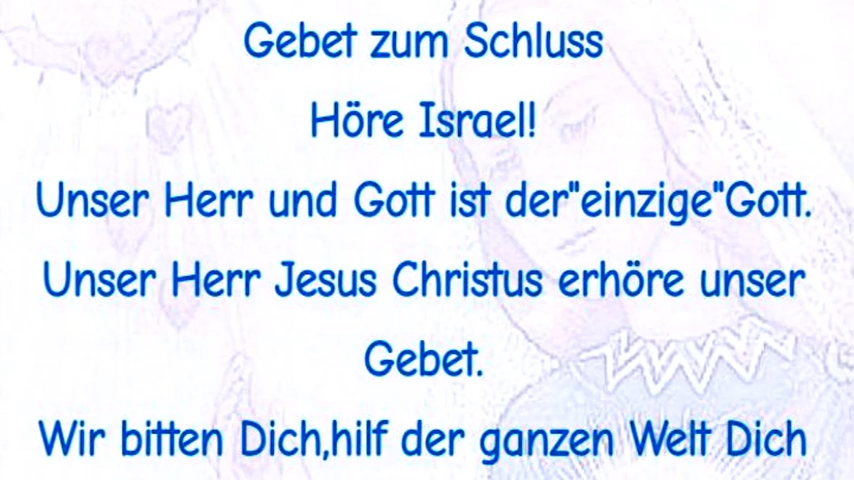 Gebet zum Schluss
Höre Israel!
Unser Herr und Gott ist der"einzige"Gott.
Unser Herr Jesus Christus erhöre unser
Gebet.
Wir bitten Dich,hilf der ganzen Welt Dich